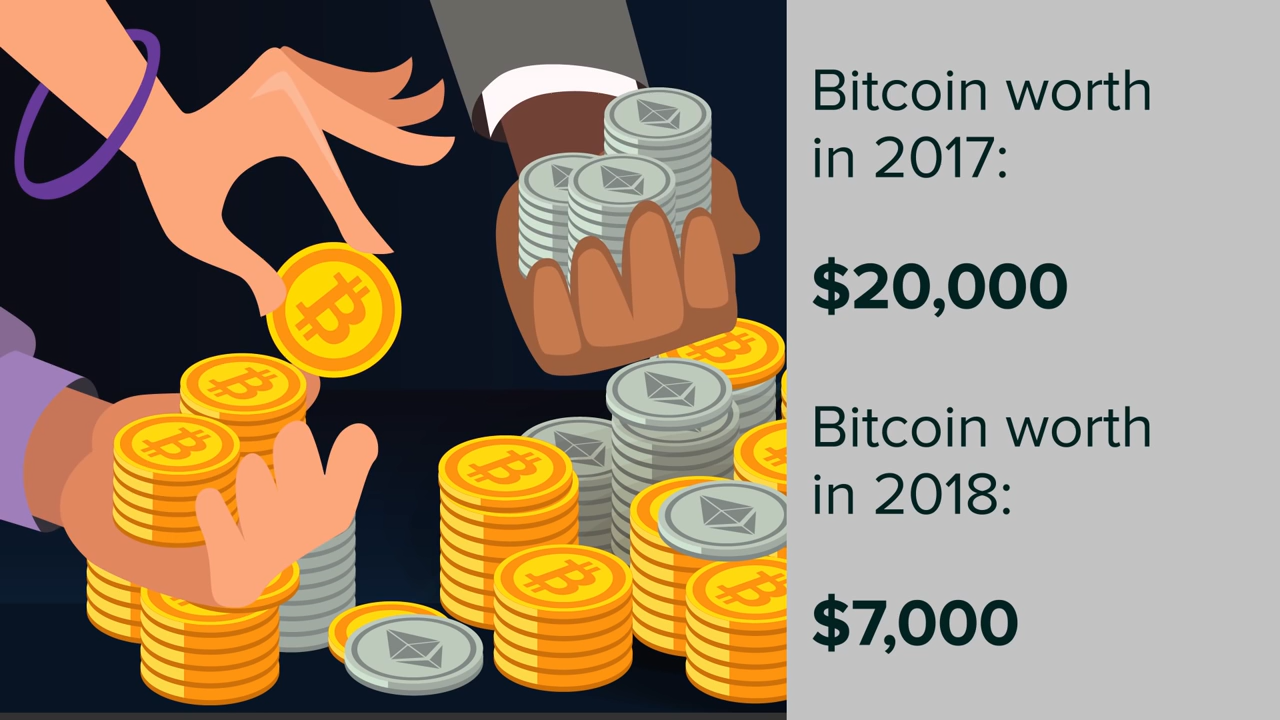 Bitcoin worth
in 2017:
$20,000
Bitcoin worth
in 2018:
$7,000